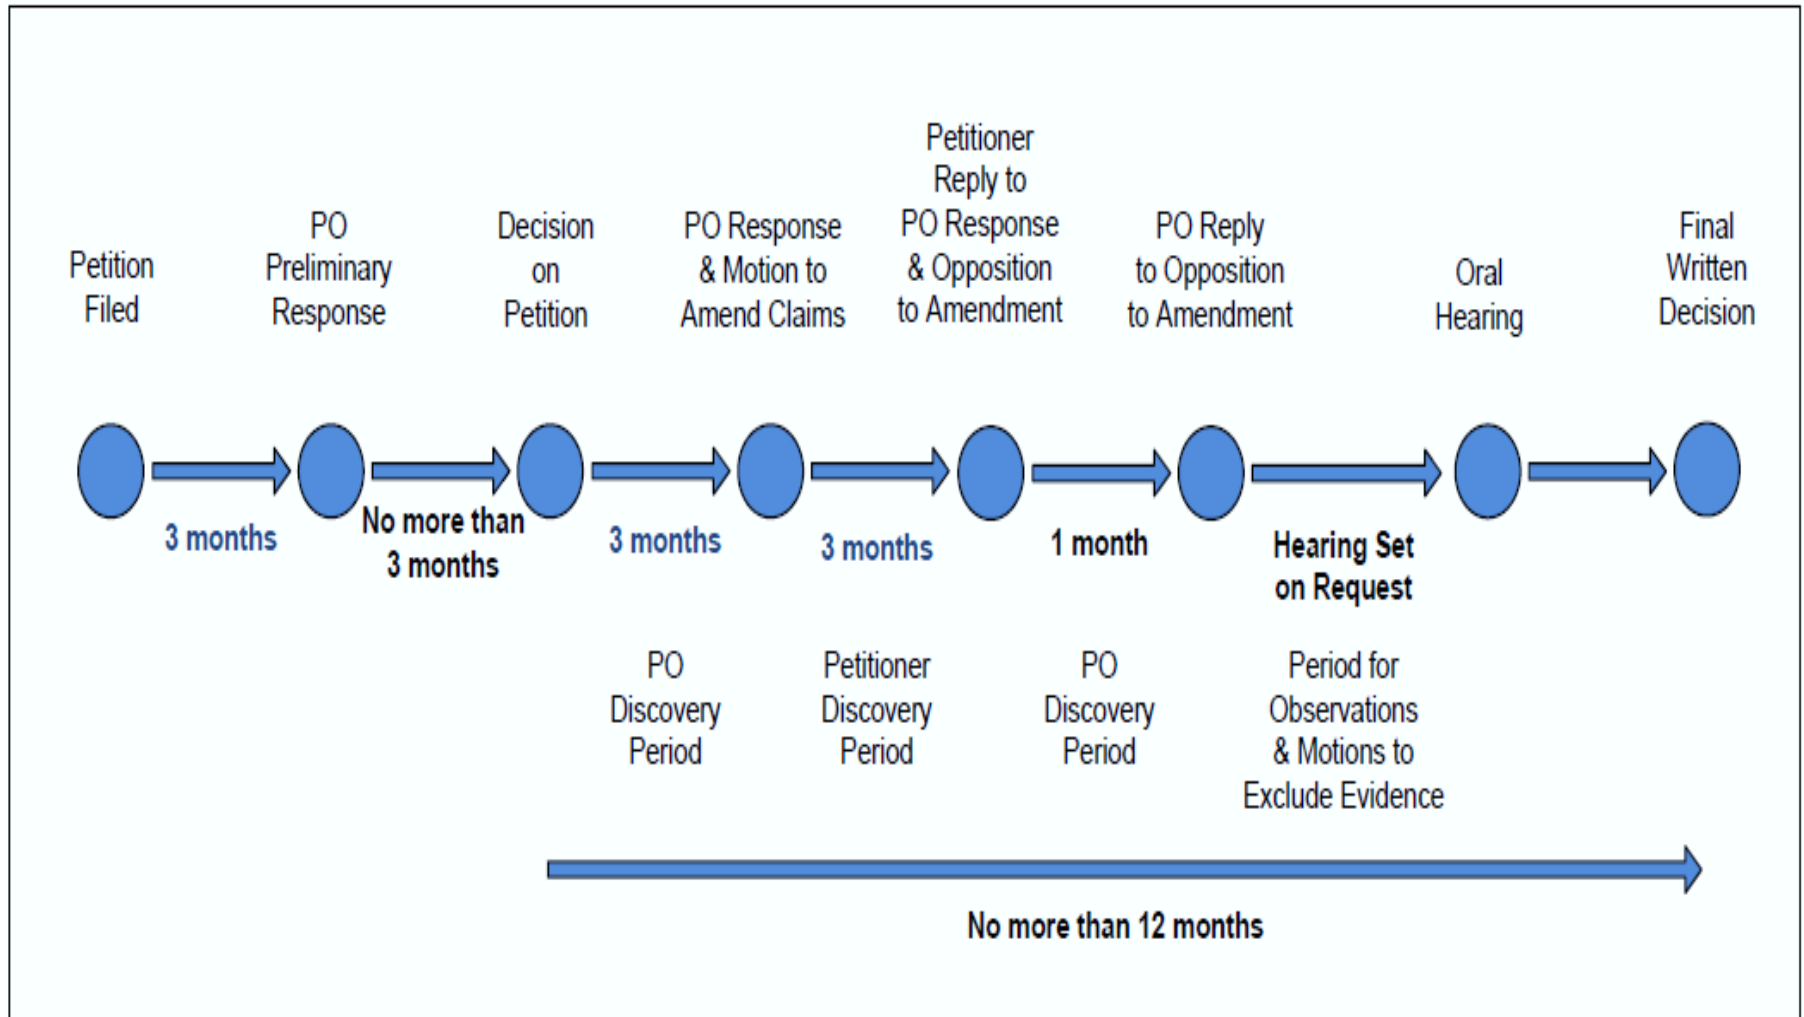 Petition
Filed
PO
Preliminary
Response
Decision
on
Petition
PO Response
& Motion to
Amend Claims
Petitioner
Reply to
PO Response
& Opposition
to Amendment
PO Reply
to Opposition
to Amendment
Oral
Hearing
Final
Written
Decision
3 months
No more than
3 months
3 months
3 months
1 month
Hearing Set
on Request
PO
Discovery
Period
Petitioner
Discovery
Period
PO
Discovery
Period
Period for
Observations
& Motions to
Exclude Evidence
No more than 12 months